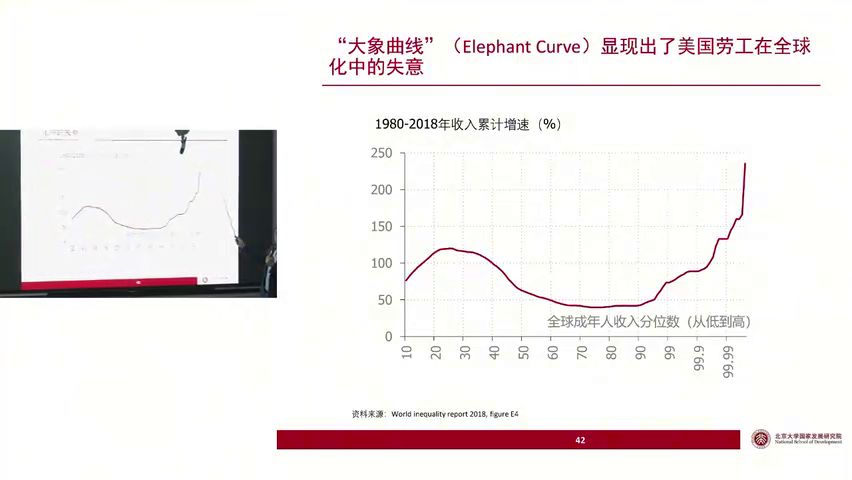 “大象曲线”（Elephant Curve）显现出了美国劳工在全球
化中的失意
1980-2018年收入累计增速（%）
250
200
150
100
50
0
全球成年人收入分位数（从低到高）
10 20 30 40 50 60 70 80 90 99 99.9 99.99
资料来源：World inequality report 2018, figure E4
42
北京大学国家发展研究院
National School of Development